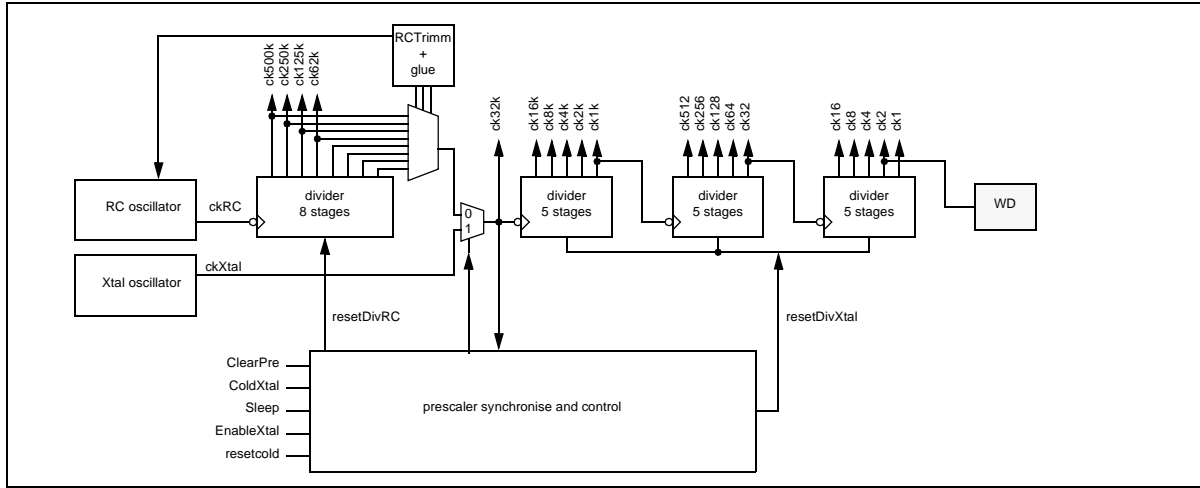 RCTrimm
+
glue
ck500k
ck250k
ck125k
ck62k
ck32k
ck16k
ck8k
ck4k
ck2k
ck1k
ck512
ck256
ck128
ck64
ck32
ck16
ck8
ck4
ck2
ck1
RC oscillator
ckRC
divider
8 stages
0
1
divider
5 stages
divider
5 stages
divider
5 stages
WD
Xtal oscillator
ckXtal
resetDivRC
resetDivXtal
ClearPre
ColdXtal
Sleep
EnableXtal
resetcold
prescaler synchronise and control